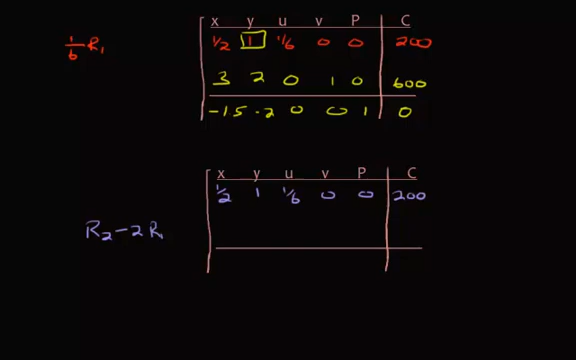 x y u v P C
1/6 R1 1/2 1 1/6 0 0 200
3 2 0 1 0 600
-15 -2 0 0 1 0
x y u v P C
1/2 1 1/6 0 0 200
R2 - 2 R1